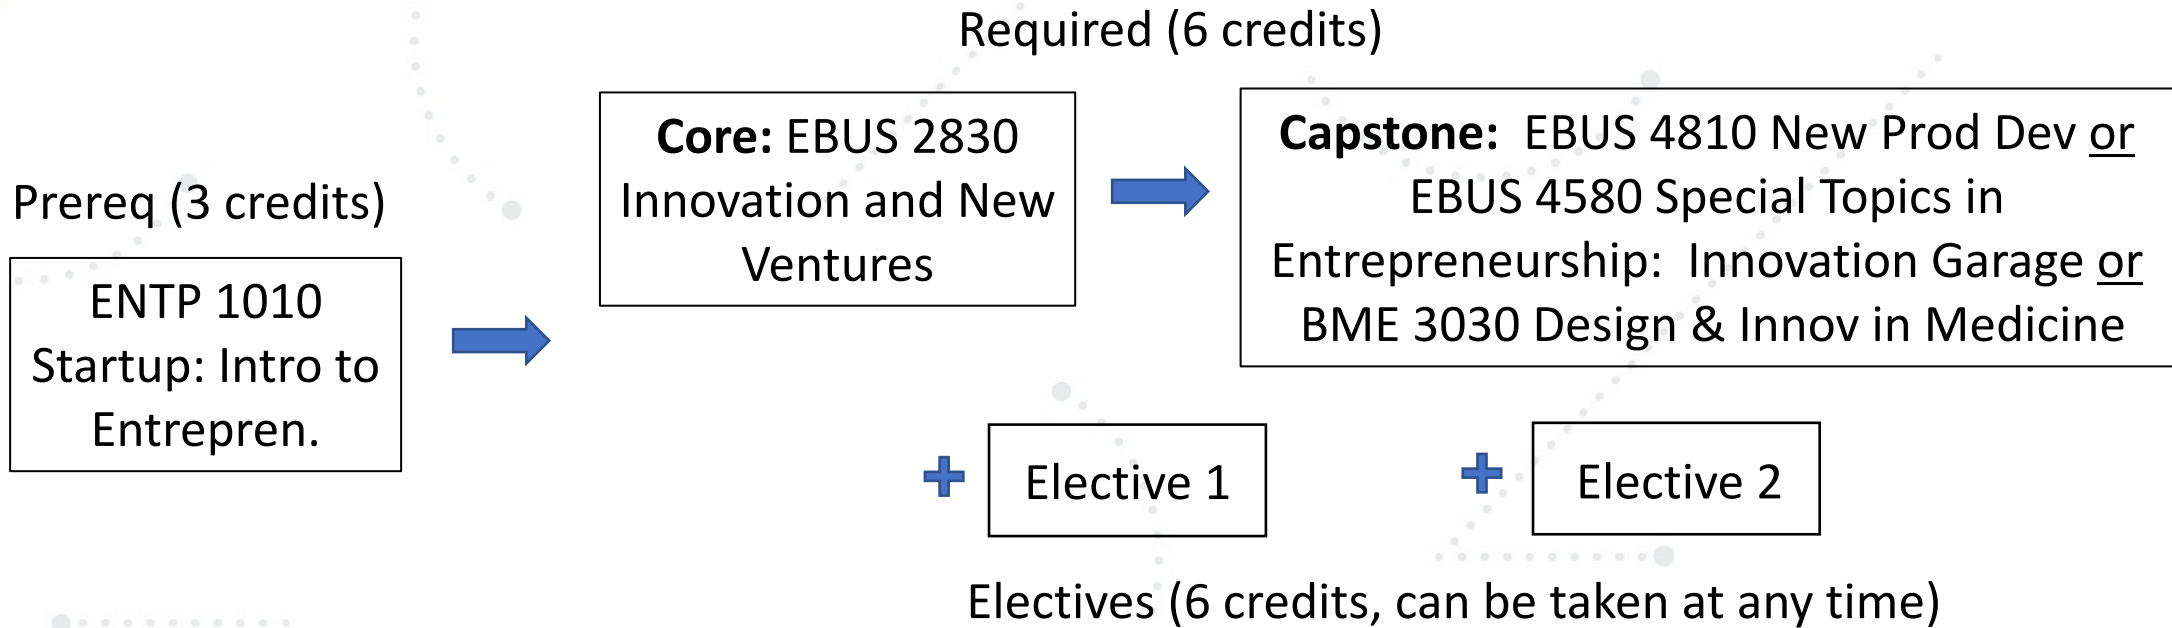 Required (6 credits)
Prereq (3 credits)
ENTP 1010
Startup: Intro to
Entrepren.
Core: EBUS 2830
Innovation and New
Ventures
Capstone:  EBUS 4810 New Prod Dev or
EBUS 4580 Special Topics in
Entrepreneurship:  Innovation Garage or
BME 3030 Design & Innov in Medicine
+ Elective 1
+ Elective 2
Electives (6 credits, can be taken at any time)